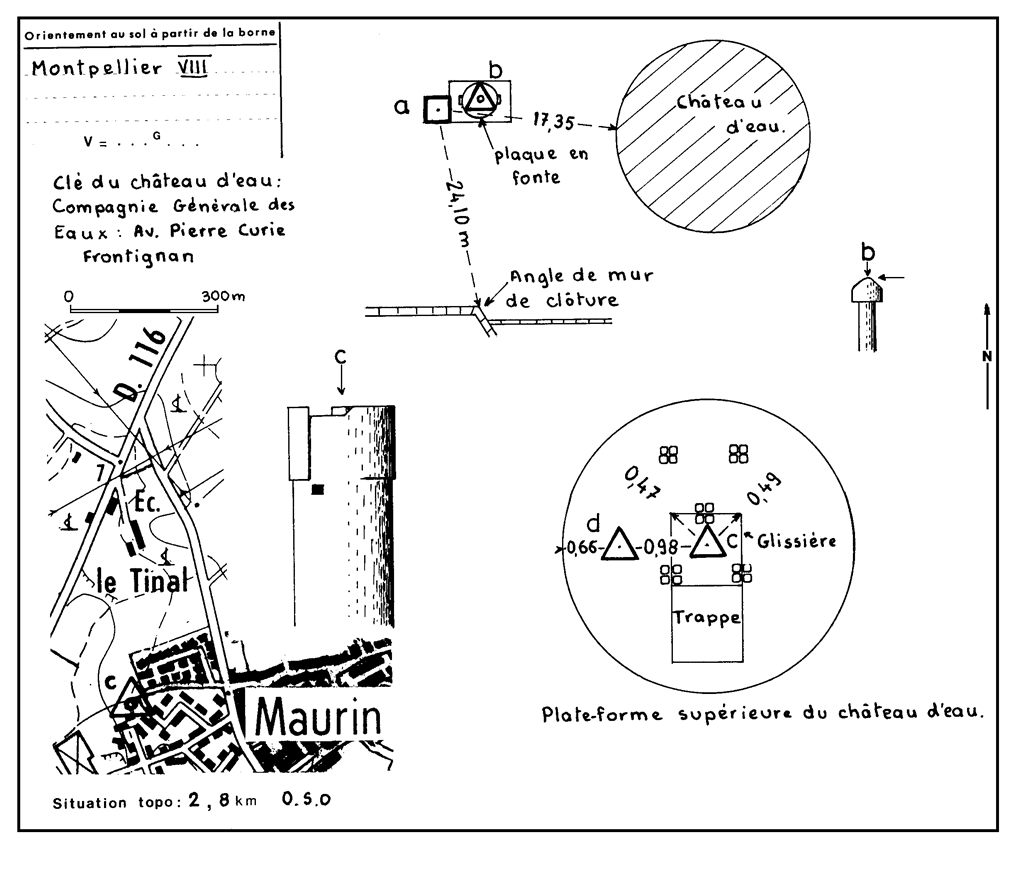 Orientement au sol à partir de la borne
Montpellier VIII
V = . . . G . . .
Clé du château d'eau:
Compagnie Générale des
Eaux : Av. Pierre Curie
Frontignan
0 300m
D. 116
7
Ec.
le Tinal
c
Maurin
Situation topo: 2,8 km O.S.O
a
b
17,35
Château
d'eau.
plaque en
fonte
24,10 m
Angle de mur
de clôture
b
N
c
0,47
0,49
d
0,66
0,98
c
Glissiére
Trappe
Plate-forme supérieure du château d'eau.